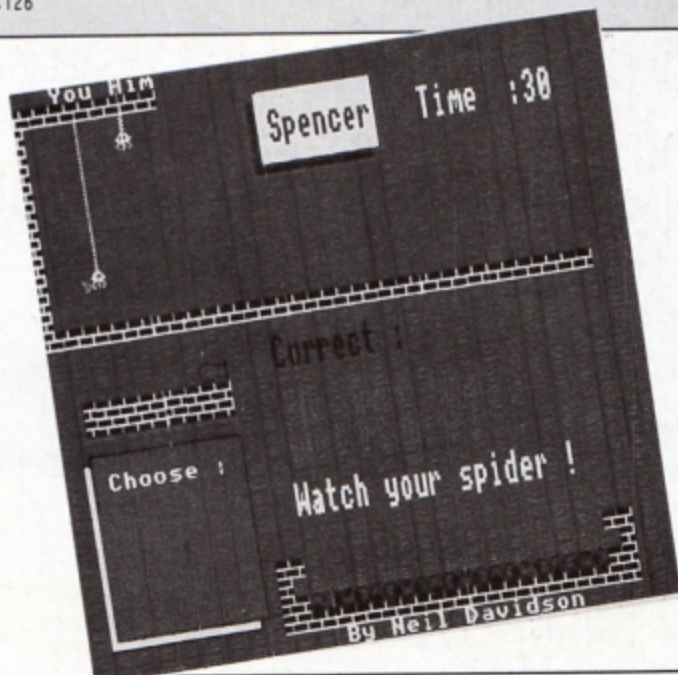 126
You Him
Spencer
Time :30
Correct :
Choose :
Watch your spider !
By Neil Davidson